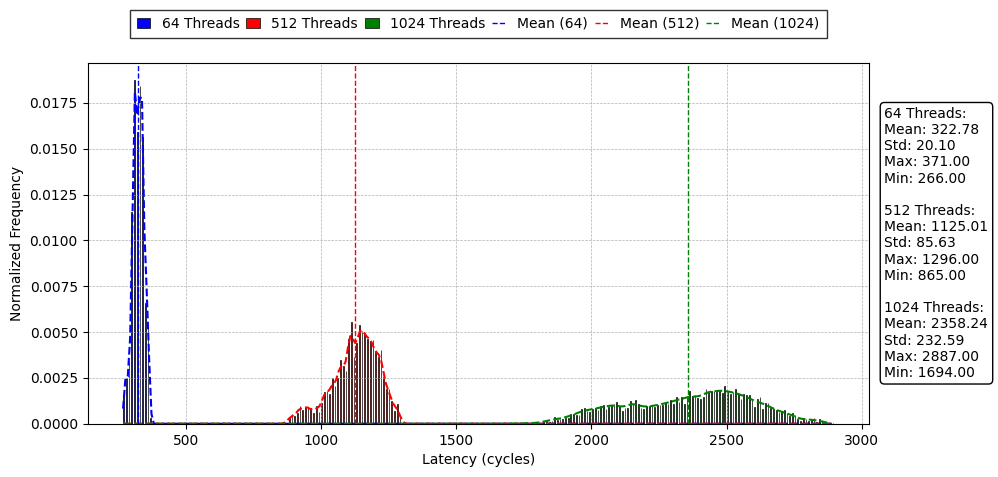 64 Threads 512 Threads 1024 Threads Mean (64) Mean (512) Mean (1024)
0.0175
0.0150
0.0125
0.0100
0.0075
0.0050
0.0025
0.0000
Normalized Frequency
500 1000 1500 2000 2500 3000
Latency (cycles)
64 Threads:
Mean: 322.78
Std: 20.10
Max: 371.00
Min: 266.00
512 Threads:
Mean: 1125.01
Std: 85.63
Max: 1296.00
Min: 865.00
1024 Threads:
Mean: 2358.24
Std: 232.59
Max: 2887.00
Min: 1694.00